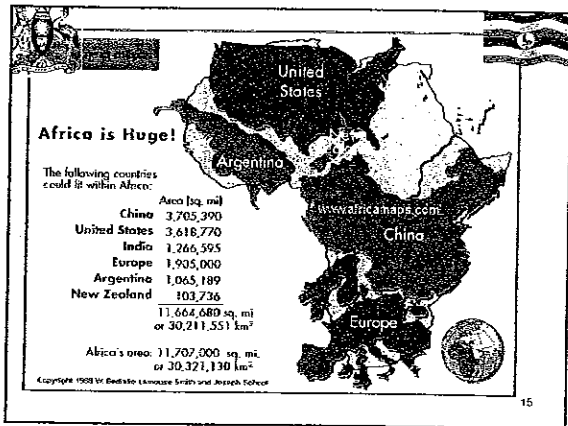 Africa is Huge!
The following countries
could fit within Africa:
Area (sq. mi)
China 3,705,390
United States 3,618,770
India 1,266,595
Europe 1,905,000
Argentina 1,065,189
New Zealand 103,736
11,664,680 sq. mi
or 30,211,551 km²
Africa's area: 11,707,000 sq. mi.
or 30,321,130 km²
United
States
Argentina
www.africamaps.com
China
Europe
15